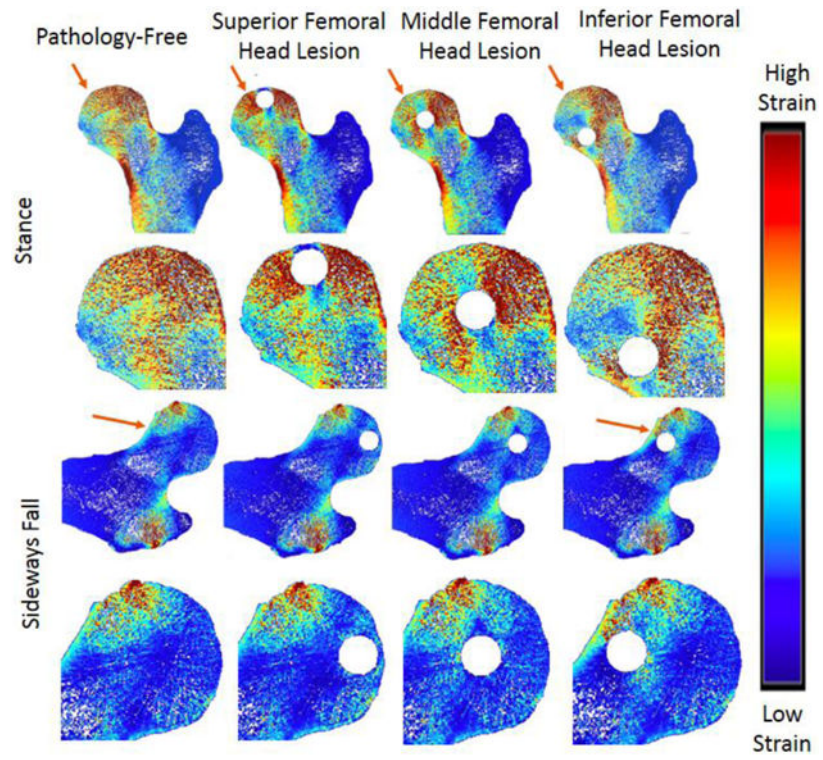 Pathology-Free
Superior Femoral
Head Lesion
Middle Femoral
Head Lesion
Inferior Femoral
Head Lesion
High
Strain
Stance
Sideways Fall
Low
Strain